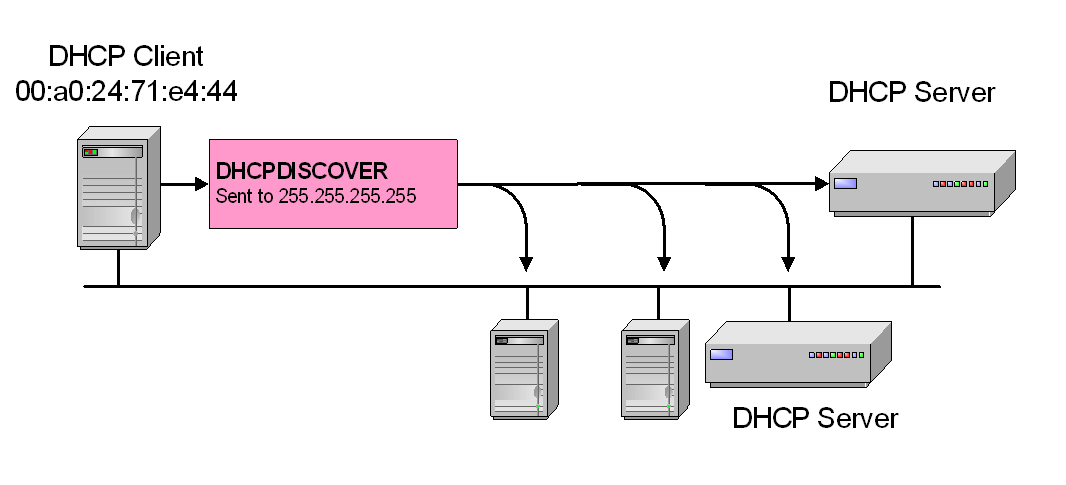 DHCP Client
00:a0:24:71:e4:44
DHCP Server
DHCPDISCOVER
Sent to 255.255.255.255
DHCP Server